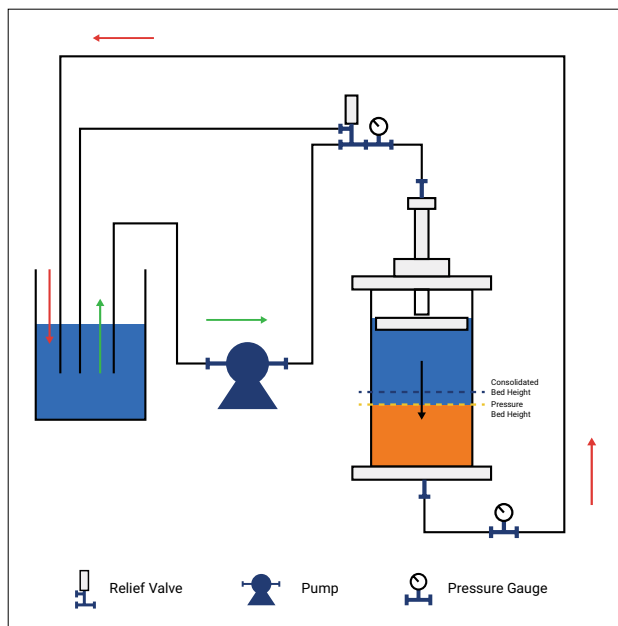 Consolidated
Bed Height
Pressure
Bed Height
Relief Valve
Pump
Pressure Gauge